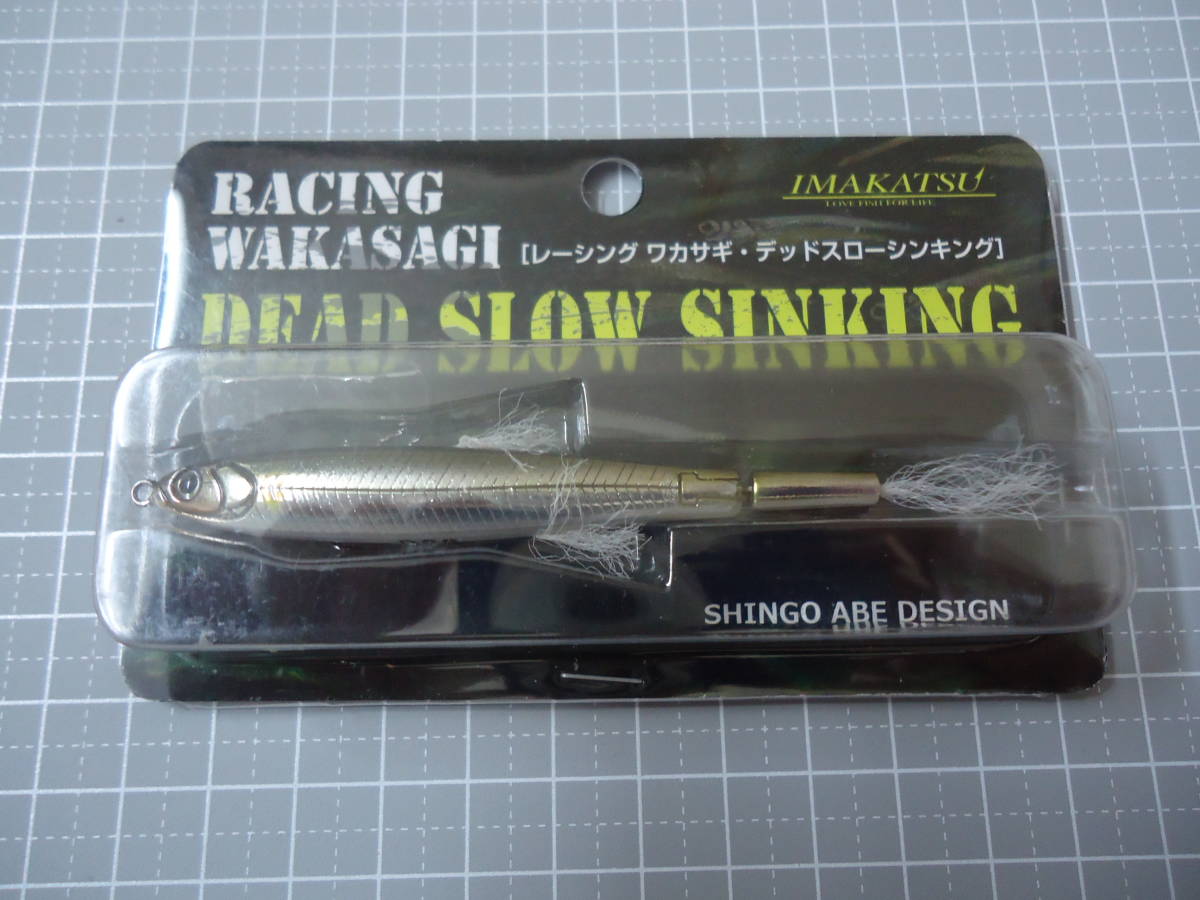 RACING
WAKASAGI
[レーシング ワカサギ・デッドスローシンキング]
IMAKATSU
LOVE FISH FOR LIFE
DEAD SLOW SINKING
SHINGO ABE DESIGN